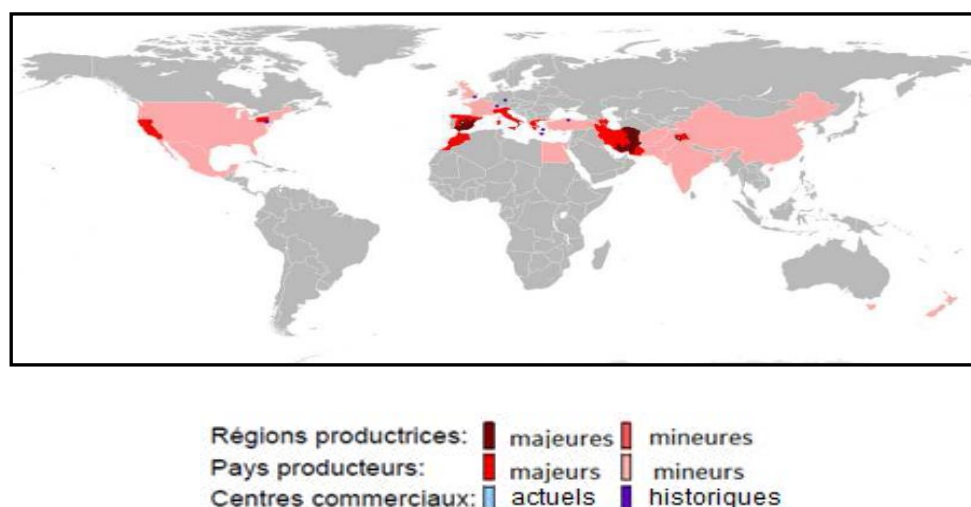 Régions productrices: majeures mineures
Pays producteurs: majeurs mineurs
Centres commerciaux: actuels historiques